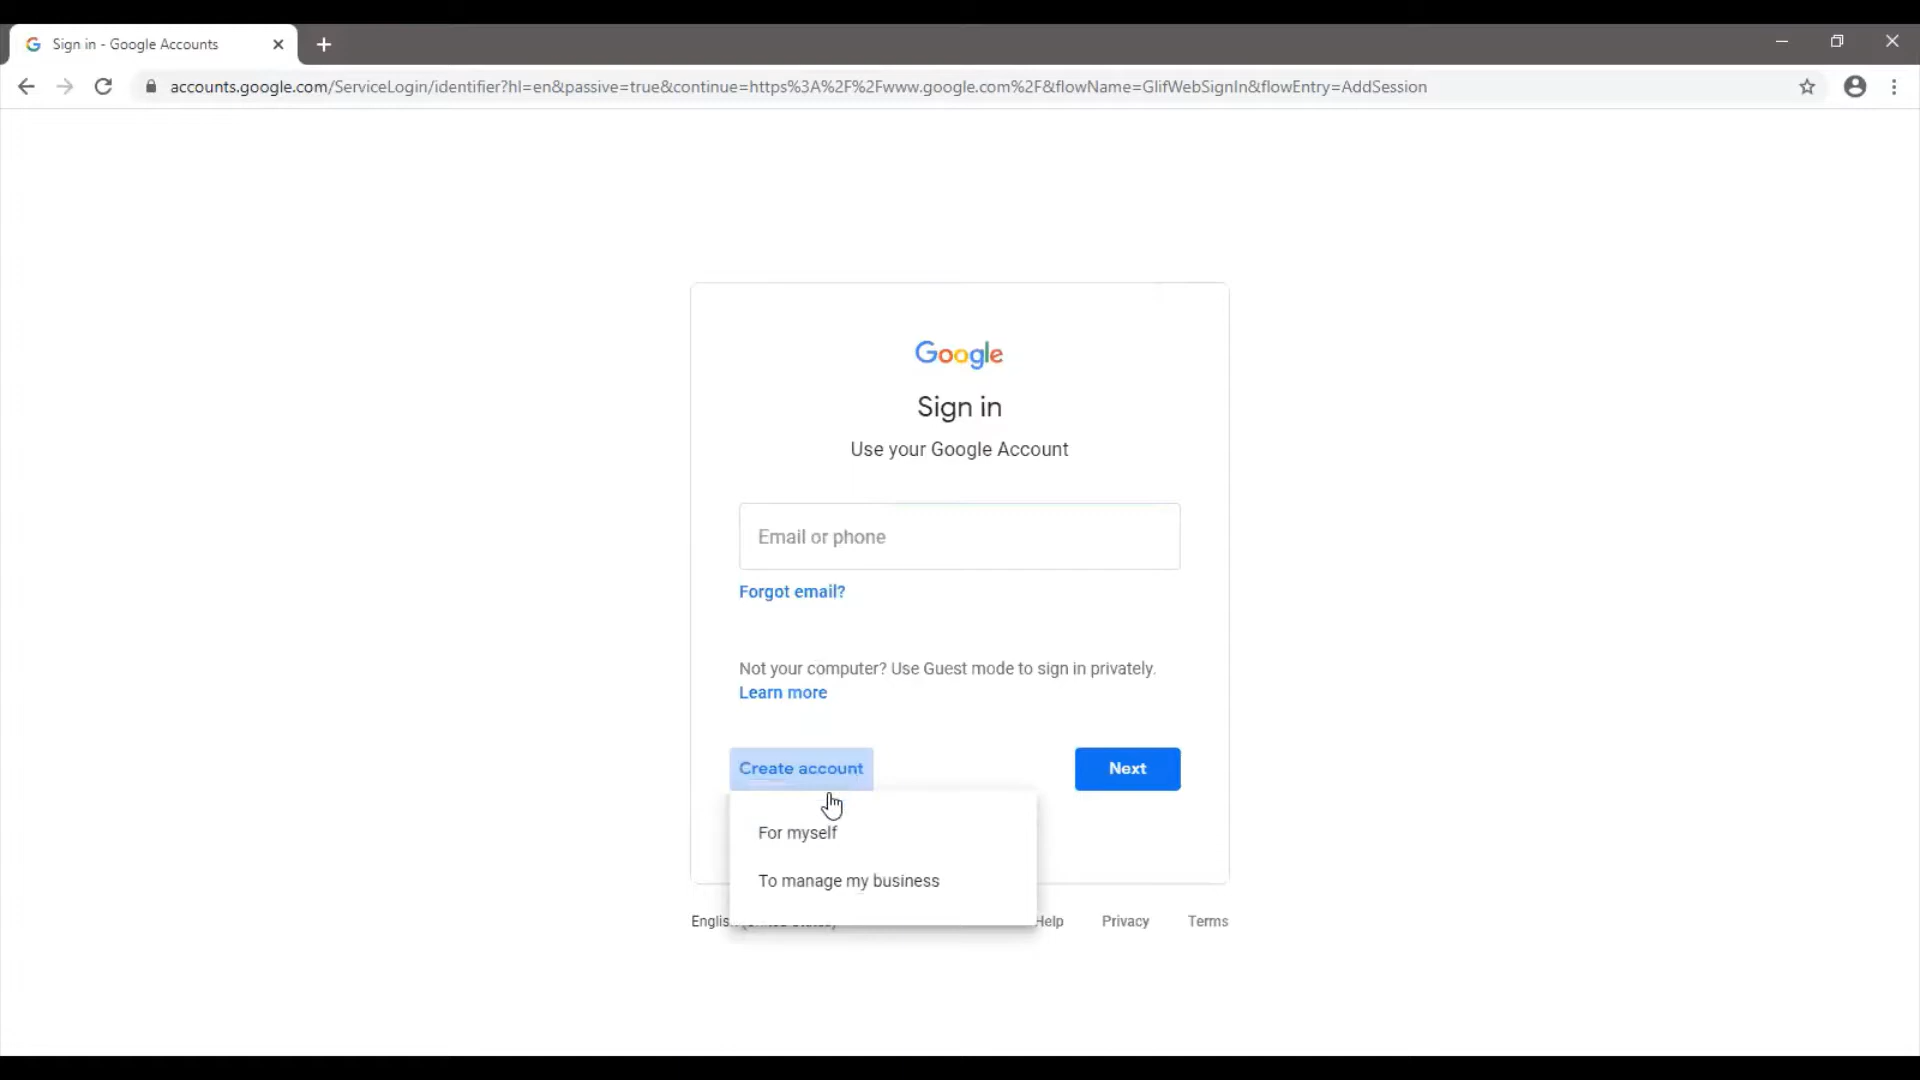 Sign in - Google Accounts
accounts.google.com/ServiceLogin/identifier?hl=en&passive=true&continue=https%3A%2F%2Fwww.google.com%2F&flowName=GlifWebSignIn&flowEntry=AddSession
Google
Sign in
Use your Google Account
Email or phone
Forgot email?
Not your computer? Use Guest mode to sign in privately.
Learn more
Create account
Next
For myself
To manage my business
Help Privacy Terms